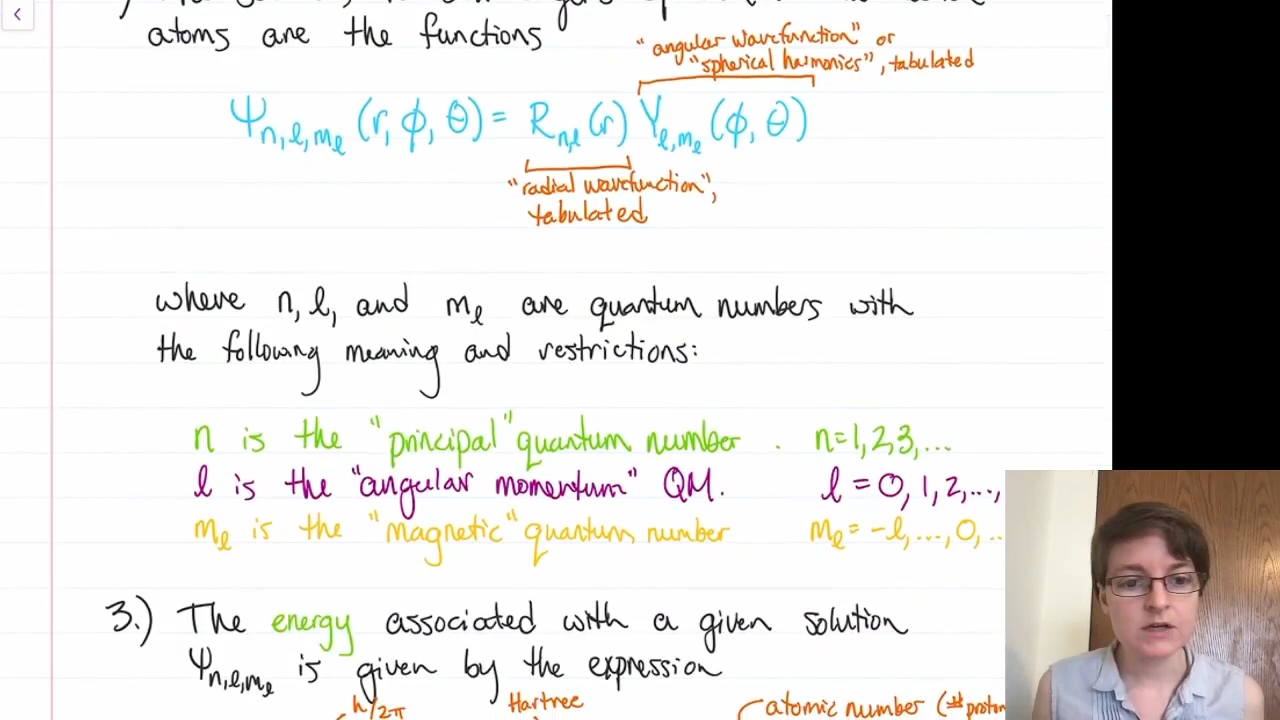 atoms are the functions
"angular wavefunction" or
"spherical harmonics", tabulated
Ψn,l,mℓ (r, ϕ, θ) = Rn,l(r) Yl,mℓ (ϕ, θ)
"radial wavefunction",
tabulated
where n, l, and mℓ are quantum numbers with
the following meaning and restrictions:
n is the "principal" quantum number . n=1,2,3,...
l is the "angular momentum" QM. l = 0, 1, 2,...,
mℓ is the "magnetic" quantum number mℓ = -l,..., 0, ..
3.) The energy associated with a given solution
Ψn,l,mℓ is given by the expression
h/2π Hartree atomic number (# proton